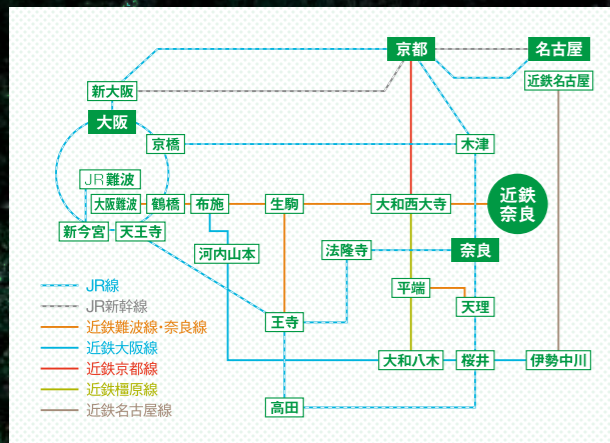 京都
名古屋
近鉄名古屋
新大阪
大阪
京橋
木津
JR難波
大阪難波
鶴橋
布施
生駒
大和西大寺
近鉄
奈良
新今宮
天王寺
河内山本
法隆寺
奈良
平端
天理
王寺
大和八木
桜井
伊勢中川
高田
JR線
JR新幹線
近鉄難波線・奈良線
近鉄大阪線
近鉄京都線
近鉄橿原線
近鉄名古屋線